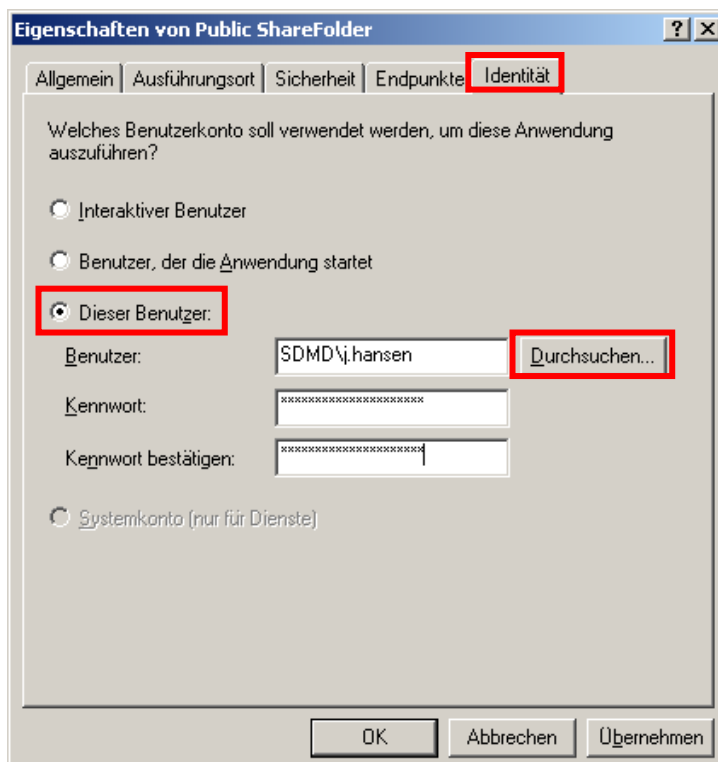 Eigenschaften von Public ShareFolder
Allgemein Ausführungsort Sicherheit Endpunkte Identität
Welches Benutzerkonto soll verwendet werden, um diese Anwendung
auszuführen?
Interaktiver Benutzer
Benutzer, der die Anwendung startet
Dieser Benutzer:
Benutzer: SDMD\j.hansen Durchsuchen...
Kennwort: *********************
Kennwort bestätigen: *********************
Systemkonto (nur für Dienste)
OK Abbrechen Übernehmen